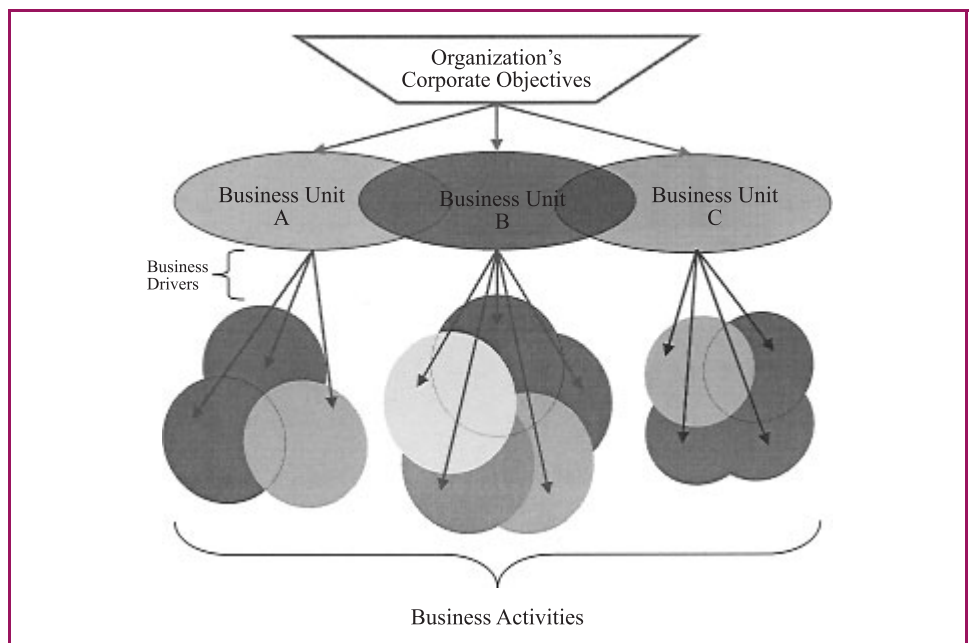 Organization’s
Corporate Objectives
Business Unit
A
Business Unit
B
Business Unit
C
Business
Drivers
Business Activities